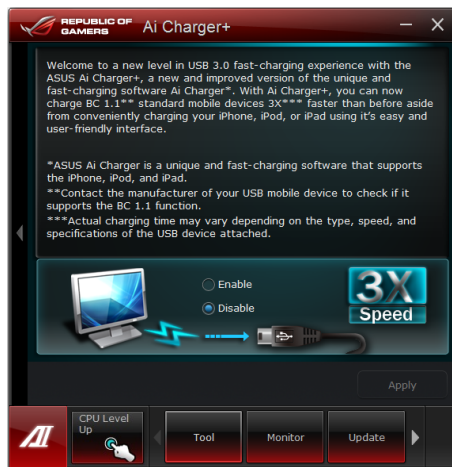 REPUBLIC OF
GAMERS
Ai Charger+
Welcome to a new level in USB 3.0 fast-charging experience with the
ASUS Ai Charger+, a new and improved version of the unique and
fast-charging software Ai Charger*. With Ai Charger+, you can now
charge BC 1.1** standard mobile devices 3X*** faster than before aside
from conveniently charging your iPhone, iPod, or iPad using it's easy and
user-friendly interface.
*ASUS Ai Charger is a unique and fast-charging software that supports
the iPhone, iPod, and iPad.
**Contact the manufacturer of your USB mobile device to check if it
supports the BC 1.1 function.
***Actual charging time may vary depending on the type, speed, and
specifications of the USB device attached.
Enable
Disable
3X
Speed
Apply
AI
CPU Level
Up
Tool
Monitor
Update